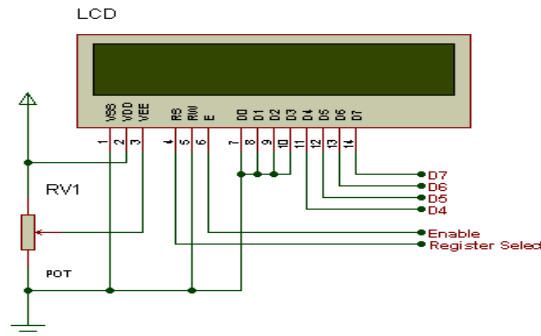 LCD
VSS VDD VEE RS RW E D0 D1 D2 D3 D4 D5 D6 D7
1 2 3 4 5 6 7 8 9 10 11 12 13 14
D7
RV1
D6
D5
D4
Enable
Register Select
POT